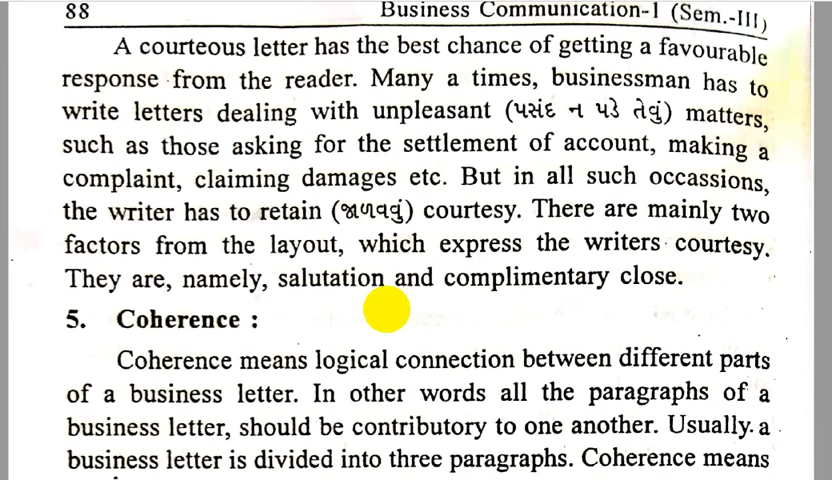 88
Business Communication-1 (Sem.-III)
A courteous letter has the best chance of getting a favourable
response from the reader. Many a times, businessman has to
write letters dealing with unpleasant (પસંદ ન પડે તેવું) matters,
such as those asking for the settlement of account, making a
complaint, claiming damages etc. But in all such occassions,
the writer has to retain (જાળવવું) courtesy. There are mainly two
factors from the layout, which express the writers courtesy.
They are, namely, salutation and complimentary close.
5. Coherence :
Coherence means logical connection between different parts
of a business letter. In other words all the paragraphs of a
business letter, should be contributory to one another. Usually a
business letter is divided into three paragraphs. Coherence means